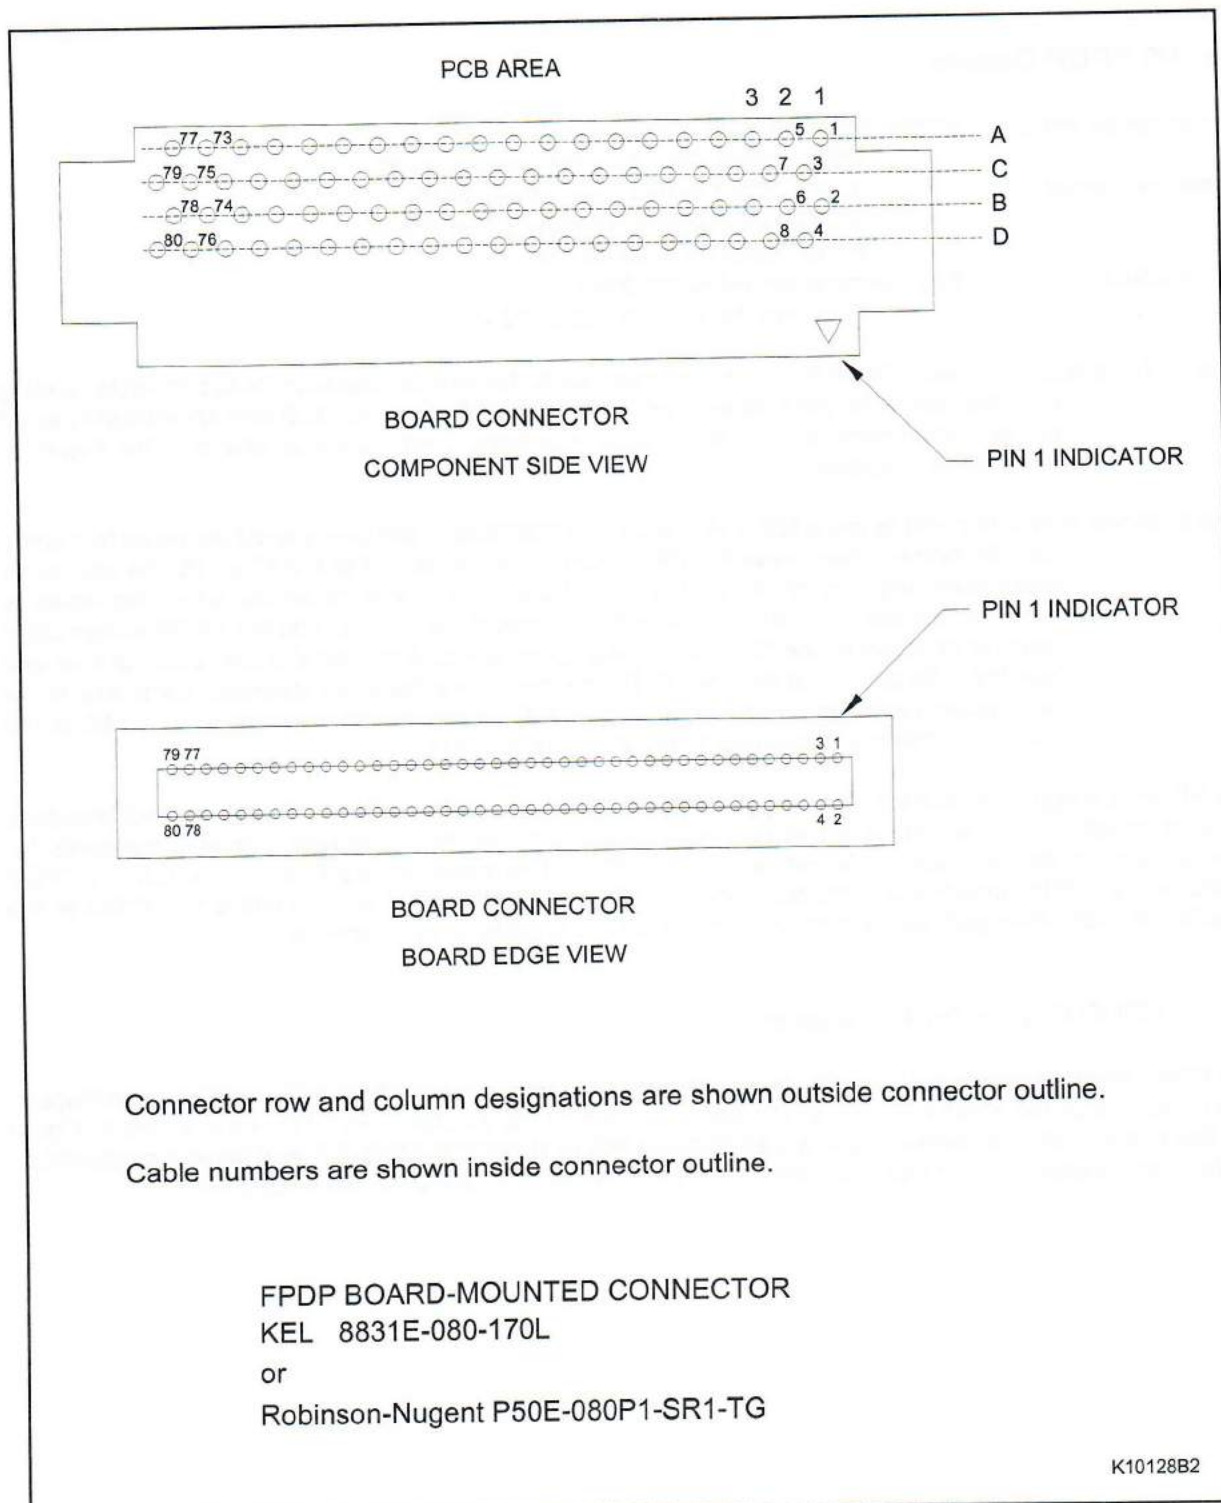 PCB AREA
3 2 1
77 73 5 1 A
79 75 7 3 C
78 74 6 2 B
80 76 8 4 D
BOARD CONNECTOR
COMPONENT SIDE VIEW
PIN 1 INDICATOR
PIN 1 INDICATOR
79 77 3 1
80 78 4 2
BOARD CONNECTOR
BOARD EDGE VIEW
Connector row and column designations are shown outside connector outline.
Cable numbers are shown inside connector outline.
FPDP BOARD-MOUNTED CONNECTOR
KEL 8831E-080-170L
or
Robinson-Nugent P50E-080P1-SR1-TG
K10128B2